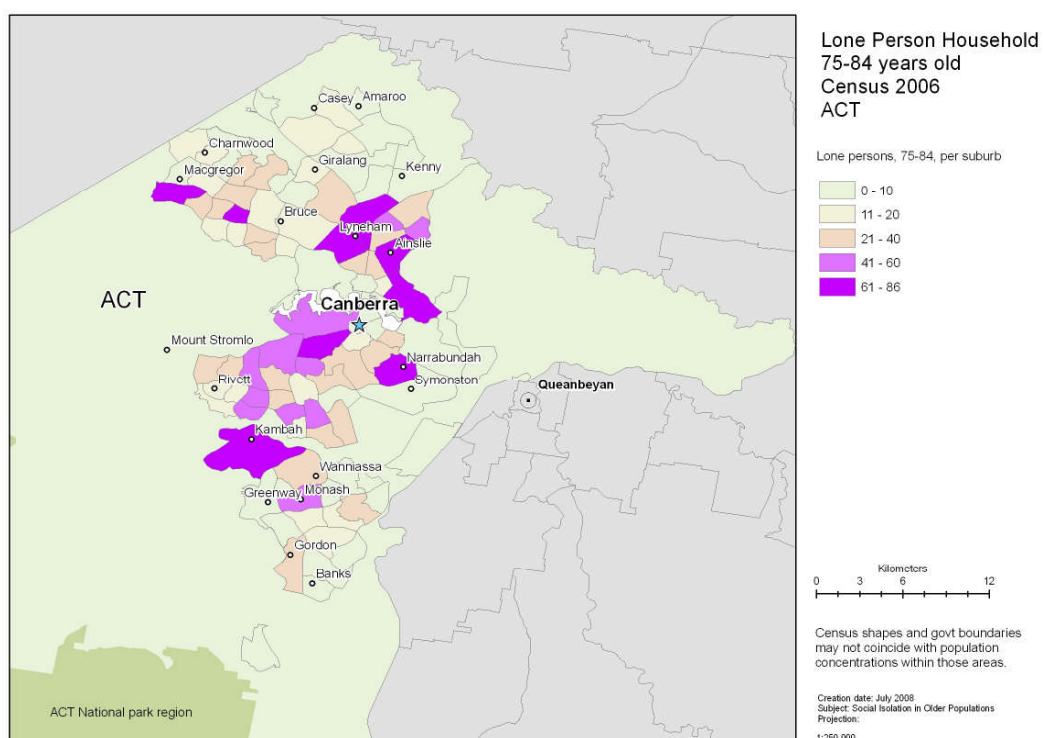 Lone Person Household
75-84 years old
Census 2006
ACT
Lone persons, 75-84, per suburb
0 - 10
11 - 20
21 - 40
41 - 60
61 - 86
Casey
Amaroo
Charnwood
Giralang
Kenny
Macgregor
Bruce
Lyneham
Ainslie
ACT
Canberra
Mount Stromlo
Narrabundah
Rivett
Symonston
Queanbeyan
Kambah
Wanniassa
Greenway
Monash
Gordon
Banks
ACT National park region
Kilometers
0 3 6 12
Census shapes and govt boundaries
may not coincide with population
concentrations within those areas.
Creation date: July 2008
Subject: Social Isolation in Older Populations
Projection:
1:250,000